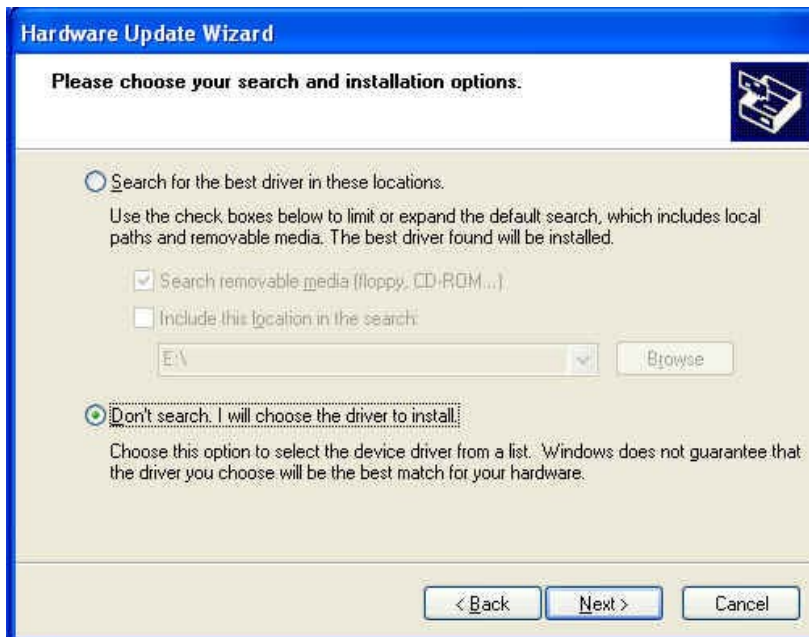 Hardware Update Wizard
Please choose your search and installation options.
Search for the best driver in these locations.
Use the check boxes below to limit or expand the default search, which includes local
paths and removable media. The best driver found will be installed.
Search removable media (floppy, CD-ROM...)
Include this location in the search:
E:\
Browse
Don't search. I will choose the driver to install.
Choose this option to select the device driver from a list. Windows does not guarantee that
the driver you choose will be the best match for your hardware.
< Back
Next >
Cancel